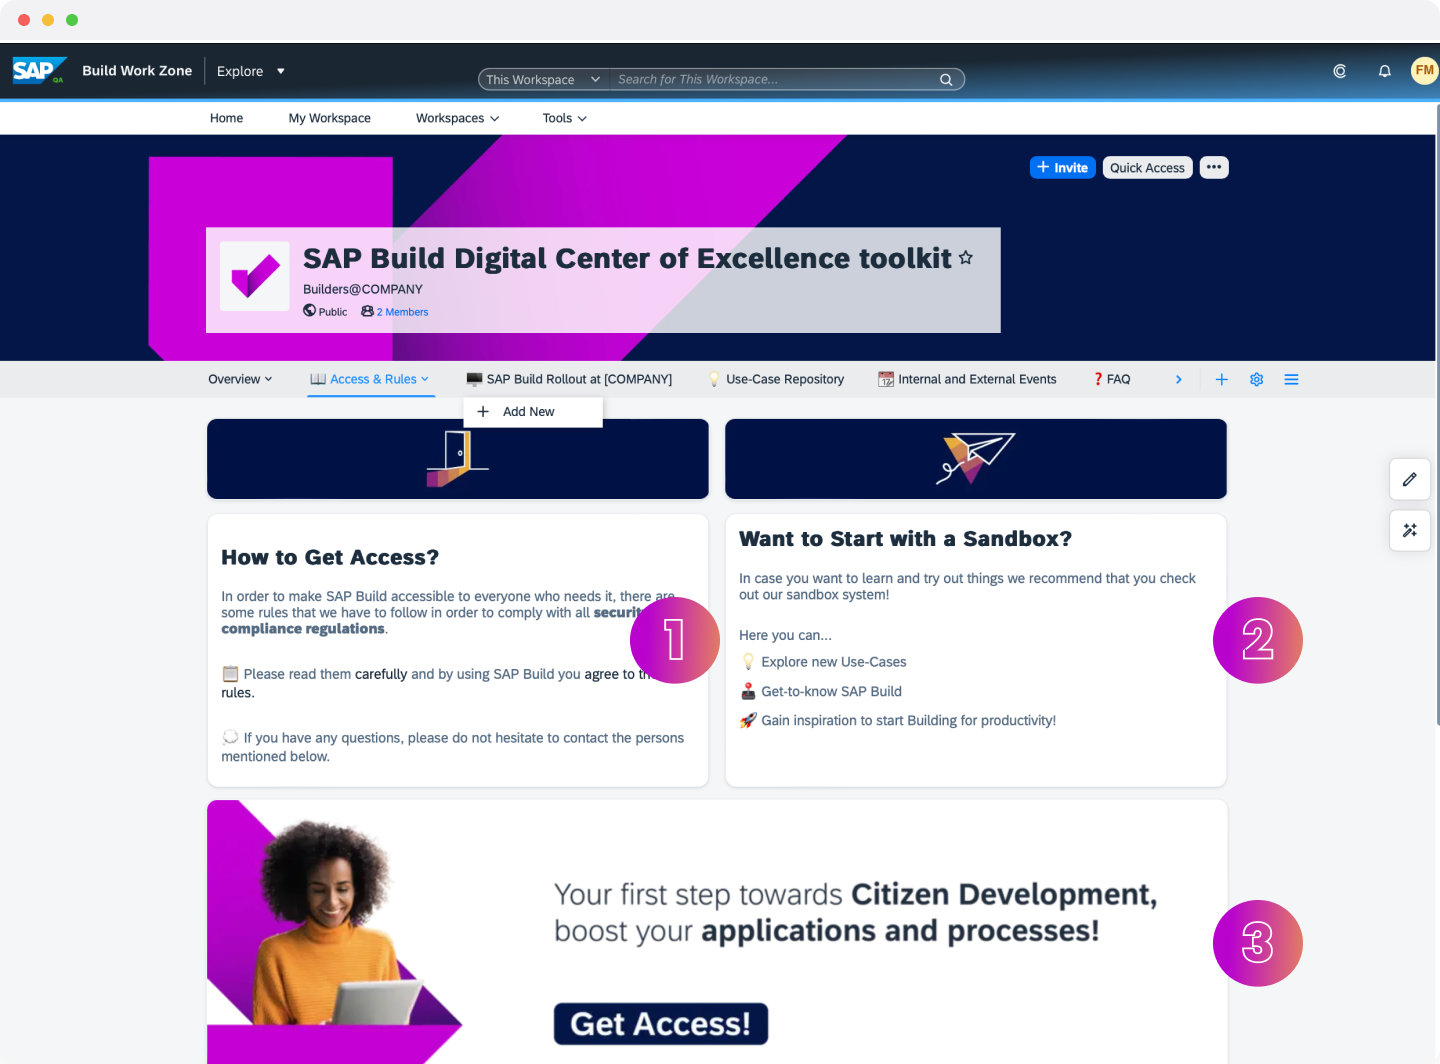 SAP QA Build Work Zone Explore
This Workspace Search for This Workspace...
FM
Home My Workspace Workspaces Tools
+ Invite Quick Access
SAP Build Digital Center of Excellence toolkit
Builders@COMPANY
Public 2 Members
Overview Access & Rules SAP Build Rollout at [COMPANY] Use-Case Repository Internal and External Events FAQ
+ Add New
How to Get Access?
In order to make SAP Build accessible to everyone who needs it, there are
some rules that we have to follow in order to comply with all
compliance regulations.
Please read them carefully and by using SAP Build you agree to
rules.
If you have any questions, please do not hesitate to contact the persons
mentioned below.
1
Want to Start with a Sandbox?
In case you want to learn and try out things we recommend that you check
out our sandbox system!
Here you can...
Explore new Use-Cases
Get-to-know SAP Build
Gain inspiration to start Building for productivity!
2
Your first step towards Citizen Development,
boost your applications and processes!
Get Access!
3